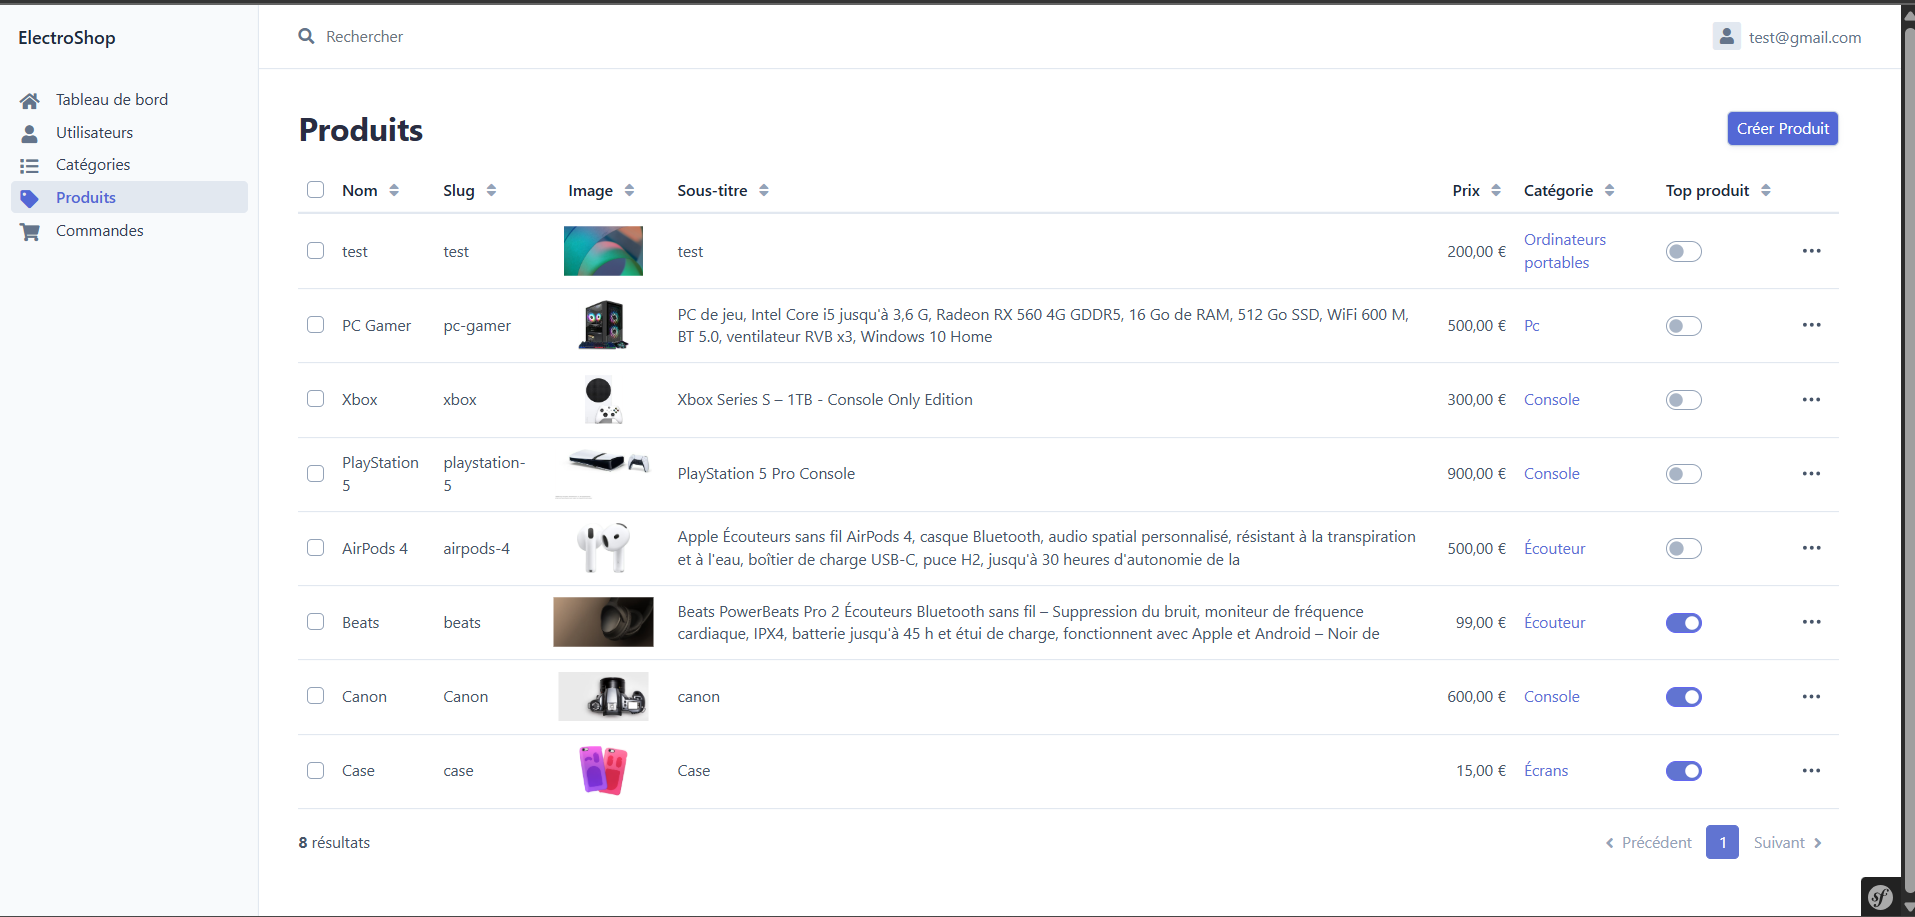 ElectroShop
Rechercher
test@gmail.com
Tableau de bord
Utilisateurs
Catégories
Produits
Commandes
Produits
Créer Produit
Nom Slug Image Sous-titre Prix Catégorie Top produit
test test test 200,00 € Ordinateurs
portables
PC Gamer pc-gamer PC de jeu, Intel Core i5 jusqu'à 3,6 G, Radeon RX 560 4G GDDR5, 16 Go de RAM, 512 Go SSD, WiFi 600 M, 500,00 € Pc
BT 5.0, ventilateur RVB x3, Windows 10 Home
Xbox xbox Xbox Series S – 1TB - Console Only Edition 300,00 € Console
PlayStation playstation- PlayStation 5 Pro Console 900,00 € Console
5 5
AirPods 4 airpods-4 Apple Écouteurs sans fil AirPods 4, casque Bluetooth, audio spatial personnalisé, résistant à la transpiration 500,00 € Écouteur
et à l'eau, boîtier de charge USB-C, puce H2, jusqu'à 30 heures d'autonomie de la
Beats beats Beats PowerBeats Pro 2 Écouteurs Bluetooth sans fil – Suppression du bruit, moniteur de fréquence 99,00 € Écouteur
cardiaque, IPX4, batterie jusqu'à 45 h et étui de charge, fonctionnent avec Apple et Android – Noir de
Canon Canon canon 600,00 € Console
Case case Case 15,00 € Écrans
8 résultats
Précédent 1 Suivant
sf